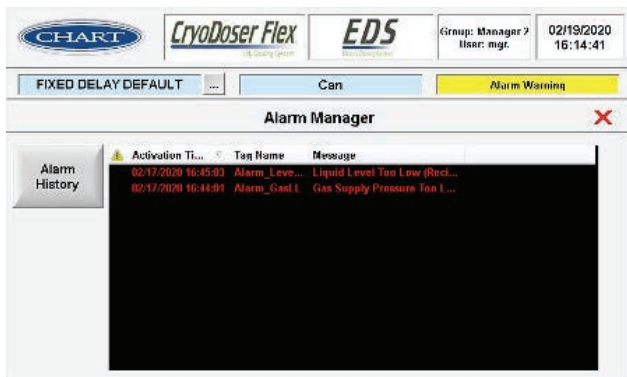 CHART
CryoDoser Flex
EDS
Group: Manager 2
User: mgr.
02/19/2020
16:14:41
FIXED DELAY DEFAULT
...
Can
Alarm Warning
Alarm Manager
X
Alarm
History
Activation Ti... Tag Name Message
02/17/2020 16:45:03 Alarm_Leve... Liquid Level Too Low (Reci...
02/17/2020 16:44:01 Alarm_GasLL Gas Supply Pressure Too L...